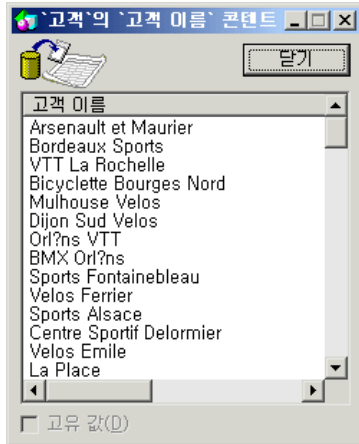 `고객`의 `고객 이름` 콘텐트
닫기
고객 이름
Arsenault et Maurier
Bordeaux Sports
VTT La Rochelle
Bicyclette Bourges Nord
Mulhouse Velos
Dijon Sud Velos
Orl?ns VTT
BMX Orl?ns
Sports Fontainebleau
Velos Ferrier
Sports Alsace
Centre Sportif Delormier
Velos Emile
La Place
고유 값(D)